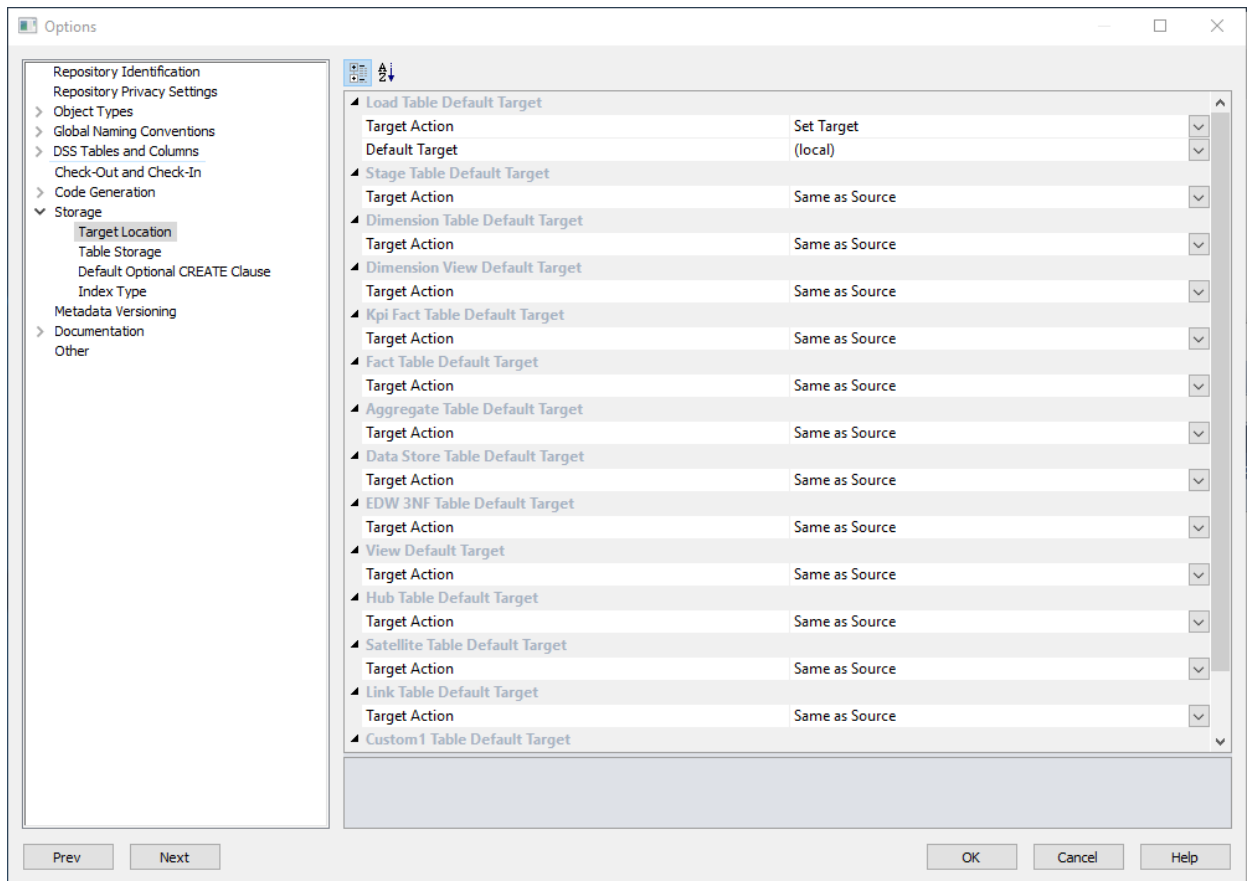 Options
Repository Identification
Repository Privacy Settings
Object Types
Global Naming Conventions
DSS Tables and Columns
Check-Out and Check-In
Code Generation
Storage
Target Location
Table Storage
Default Optional CREATE Clause
Index Type
Metadata Versioning
Documentation
Other
A Z
Load Table Default Target
Target Action Set Target
Default Target (local)
Stage Table Default Target
Target Action Same as Source
Dimension Table Default Target
Target Action Same as Source
Dimension View Default Target
Target Action Same as Source
Kpi Fact Table Default Target
Target Action Same as Source
Fact Table Default Target
Target Action Same as Source
Aggregate Table Default Target
Target Action Same as Source
Data Store Table Default Target
Target Action Same as Source
EDW 3NF Table Default Target
Target Action Same as Source
View Default Target
Target Action Same as Source
Hub Table Default Target
Target Action Same as Source
Satellite Table Default Target
Target Action Same as Source
Link Table Default Target
Target Action Same as Source
Custom1 Table Default Target
Prev Next OK Cancel Help